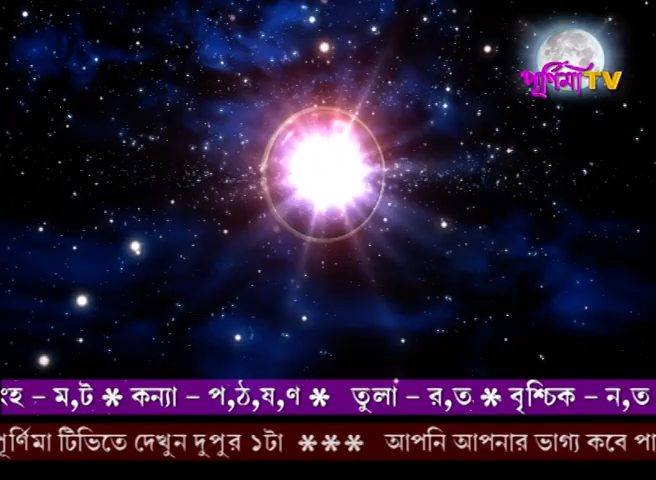 পূর্ণিমা TV
ংহ – ম,ট * কন্যা – প,ঠ,ষ,ণ * তুলা – র,ত * বৃশ্চিক – ন,ত
পূর্ণিমা টিভিতে দেখুন দুপুর ১টা *** আপনি আপনার ভাগ্য কবে পা